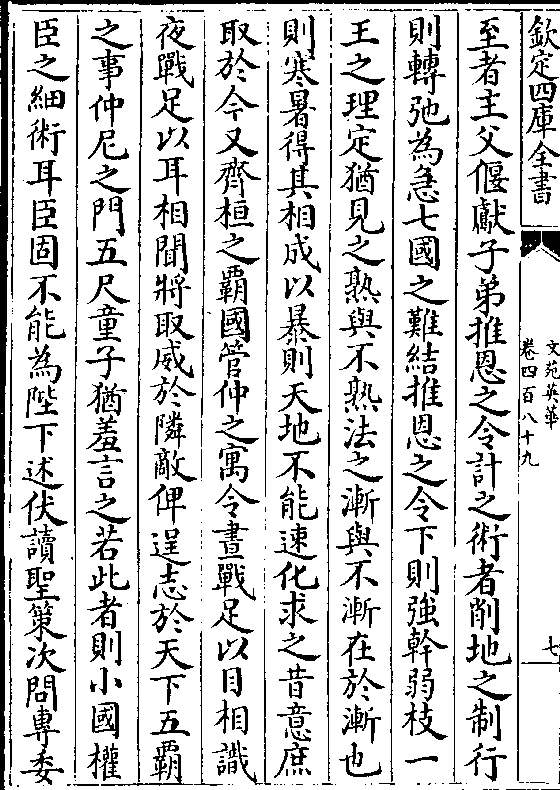 欽定四庫全書
文苑英華
卷四百八十九
七
至者主父偃獻子弟推恩之令計之術者削地之制行
則轉弛為急七國之難結推恩之令下則強幹弱枝一
王之理定猶見之熟與不熟法之漸與不漸在於漸也
則寒暑得其相成以暴則天地不能速化求之昔意庶
取於今又齊桓之霸國管仲之寓令晝戰足以目相識
夜戰足以耳相聞將取威於隣敵俾逞志於天下五霸
之事仲尼之門五尺童子猶羞言之若此者則小國權
臣之細術耳臣固不能為陛下述伏讀聖策次問專委